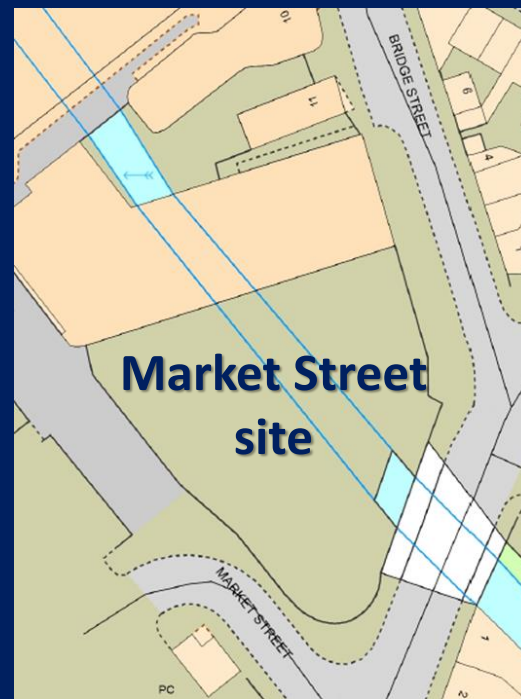 10
BRIDGE STREET
11
6
4
Market Street
site
MARKET STREET
1
2
PC